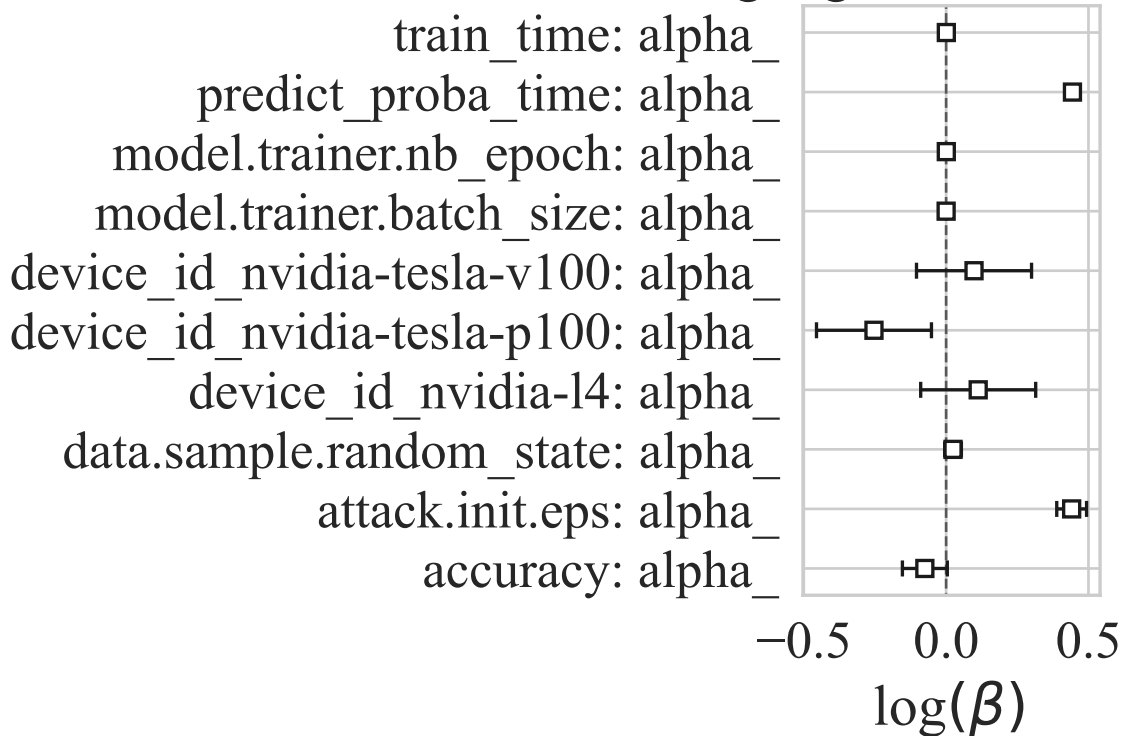 train_time: alpha_
predict_proba_time: alpha_
model.trainer.nb_epoch: alpha_
model.trainer.batch_size: alpha_
device_id_nvidia-tesla-v100: alpha_
device_id_nvidia-tesla-p100: alpha_
device_id_nvidia-l4: alpha_
data.sample.random_state: alpha_
attack.init.eps: alpha_
accuracy: alpha_
−0.5 0.0 0.5
log(β)